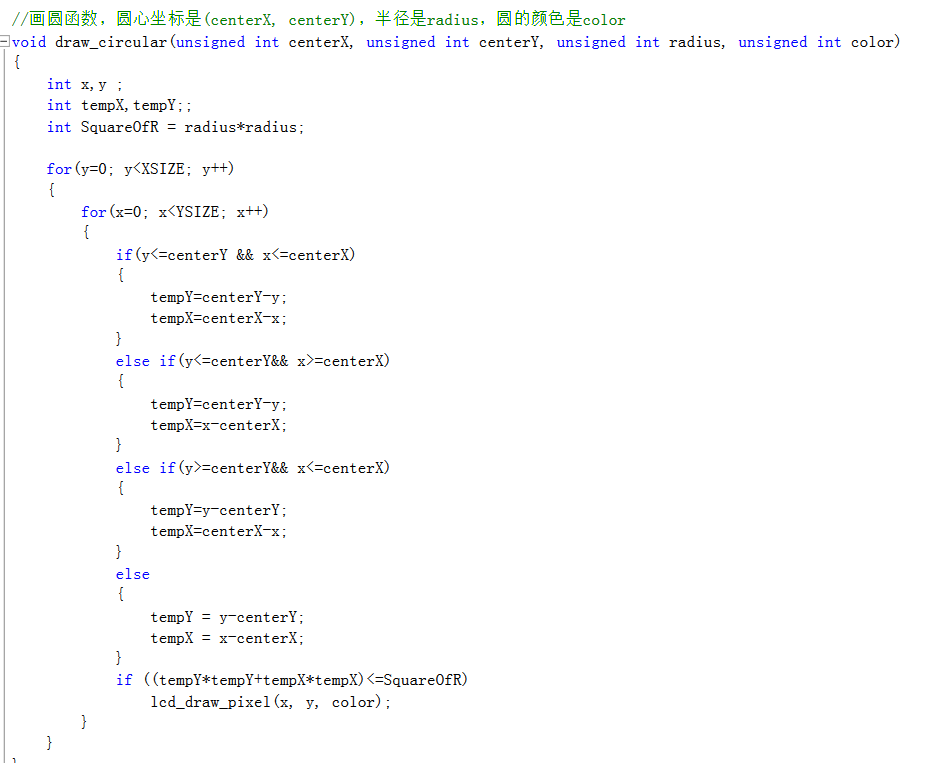 //画圆函数，圆心坐标是(centerX, centerY)，半径是radius，圆的颜色是color
void draw_circular(unsigned int centerX, unsigned int centerY, unsigned int radius, unsigned int color)
{
    int x,y ;
    int tempX,tempY;;
    int SquareOfR = radius*radius;

    for(y=0; y<XSIZE; y++)
    {
        for(x=0; x<YSIZE; x++)
        {
            if(y<=centerY && x<=centerX)
            {
                tempY=centerY-y;
                tempX=centerX-x;
            }
            else if(y<=centerY&& x>=centerX)
            {
                tempY=centerY-y;
                tempX=x-centerX;
            }
            else if(y>=centerY&& x<=centerX)
            {
                tempY=y-centerY;
                tempX=centerX-x;
            }
            else
            {
                tempY = y-centerY;
                tempX = x-centerX;
            }
            if ((tempY*tempY+tempX*tempX)<=SquareOfR)
                lcd_draw_pixel(x, y, color);
        }
    }
}